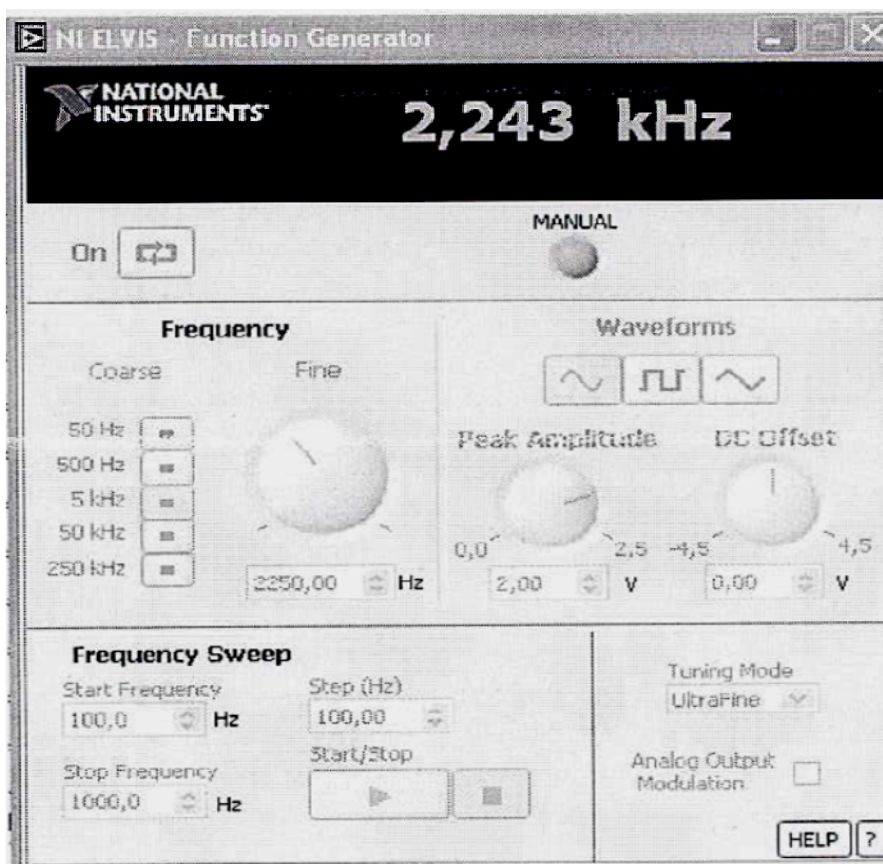 NI ELVIS - Function Generator
NATIONAL
INSTRUMENTS™
2,243 kHz
MANUAL
On
Frequency
Coarse
Fine
50 Hz
500 Hz
5 kHz
50 kHz
250 kHz
2250,00 Hz
Waveforms
Peak Amplitude
DC Offset
0,0
2,5
-4,5
4,5
2,00 V
0,00 V
Frequency Sweep
Start Frequency
Step (Hz)
100,0 Hz
100,00
Stop Frequency
Start/Stop
1000,0 Hz
Tuning Mode
UltraFine
Analog Output
Modulation
HELP
?